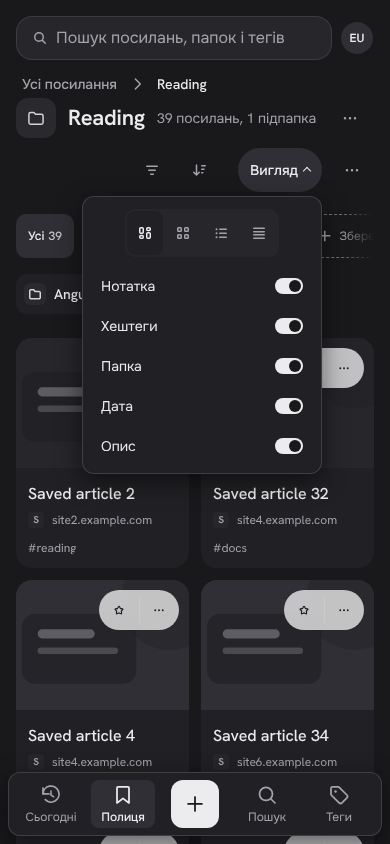 Пошук посилань, папок і тегів
EU
Усі посилання
Reading
Reading
39 посилань, 1 підпапка
Вигляд
Усі 39
Нотатка
Хештеги
Папка
Дата
Опис
Saved article 2
S site2.example.com
#reading
Saved article 32
S site4.example.com
#docs
Saved article 4
S site4.example.com
Saved article 34
S site6.example.com
Сьогодні
Полиця
Пошук
Теги